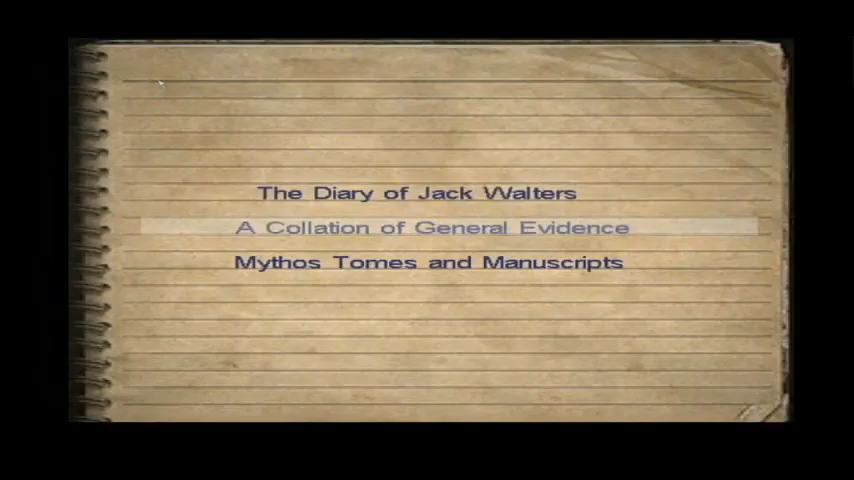 The Diary of Jack Walters
A Collation of General Evidence
Mythos Tomes and Manuscripts